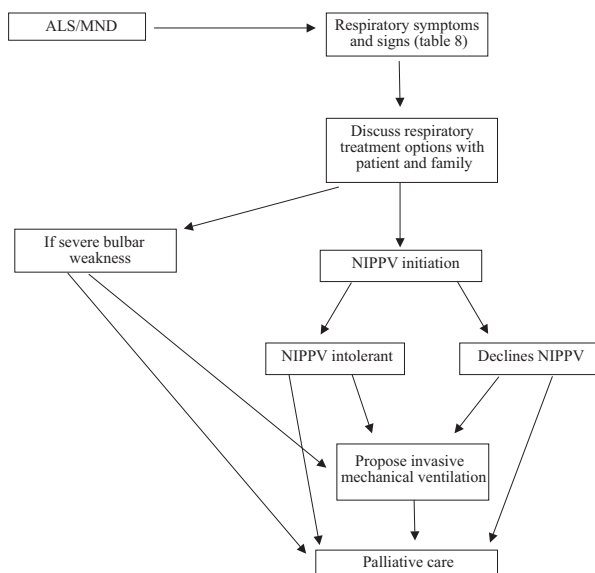 ALS/MND
Respiratory symptoms
and signs (table 8)
Discuss respiratory
treatment options with
patient and family
If severe bulbar
weakness
NIPPV initiation
NIPPV intolerant
Declines NIPPV
Propose invasive
mechanical ventilation
Palliative care